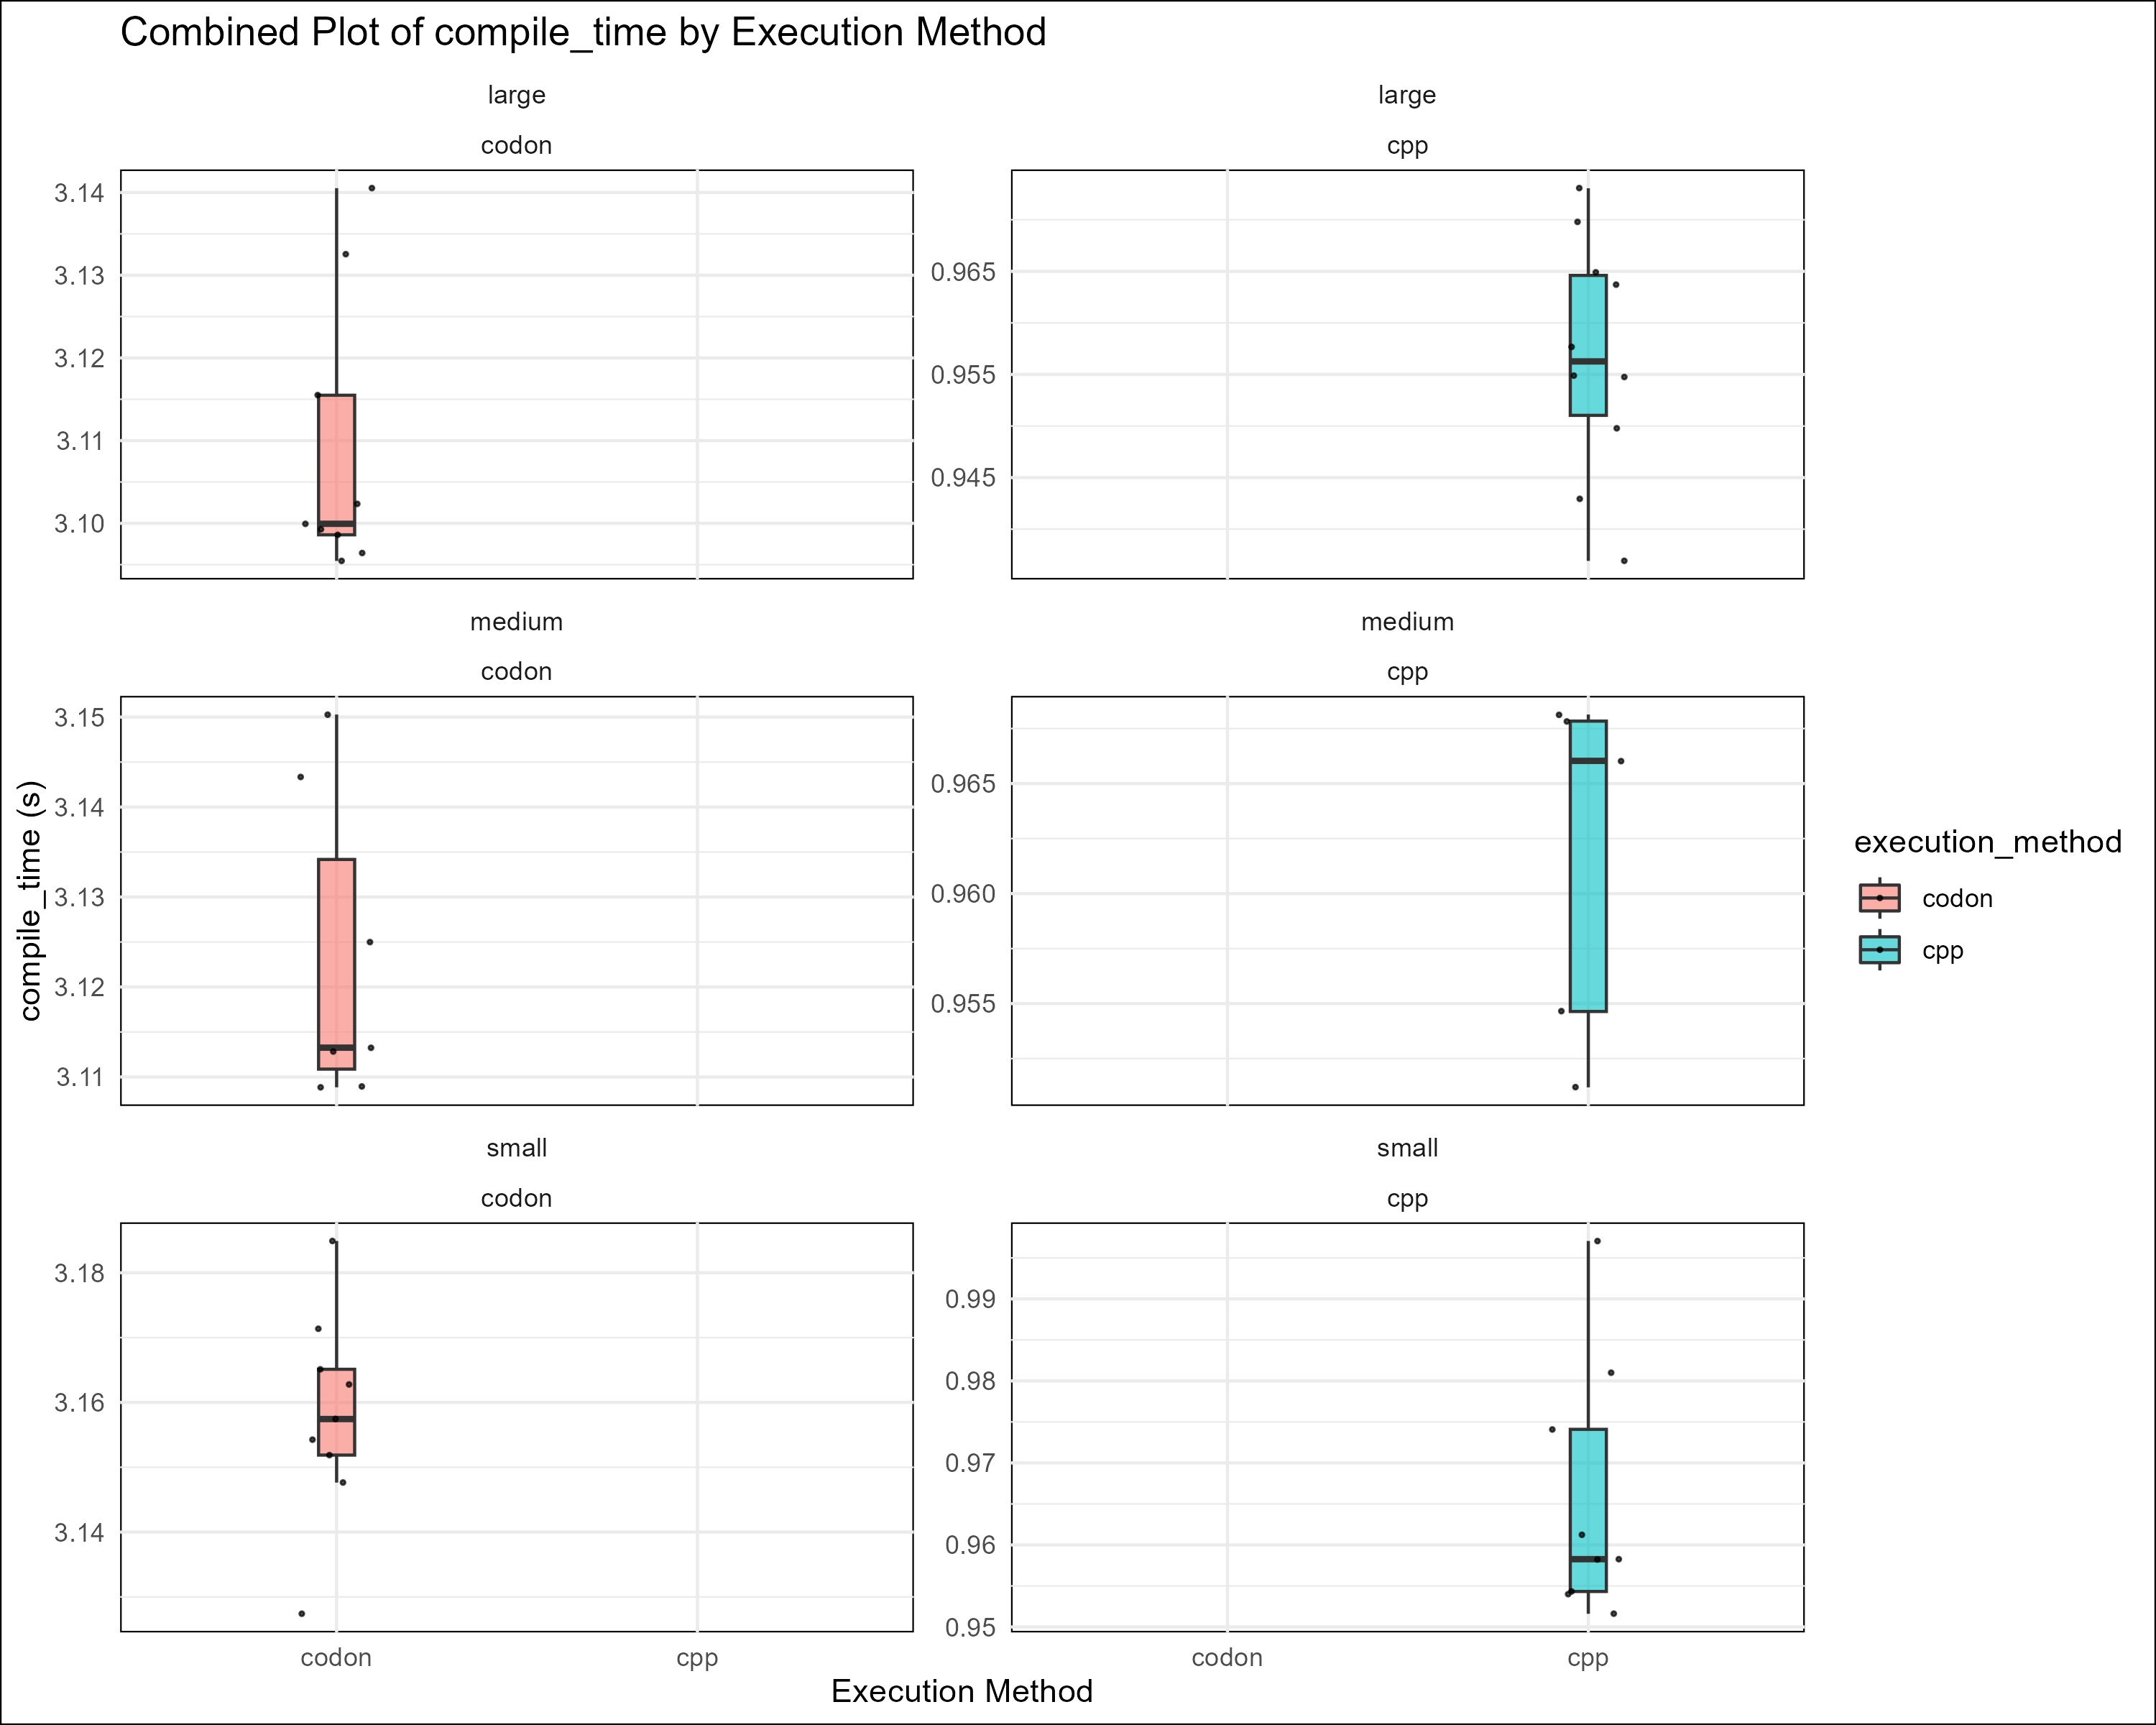 Combined Plot of compile_time by Execution Method
large
codon
3.14
3.13
3.12
3.11
3.10
large
cpp
0.965
0.955
0.945
medium
codon
3.15
3.14
3.13
3.12
3.11
medium
cpp
0.965
0.960
0.955
small
codon
3.18
3.16
3.14
small
cpp
0.99
0.98
0.97
0.96
0.95
codon
cpp
codon
cpp
Execution Method
compile_time (s)
execution_method
codon
cpp